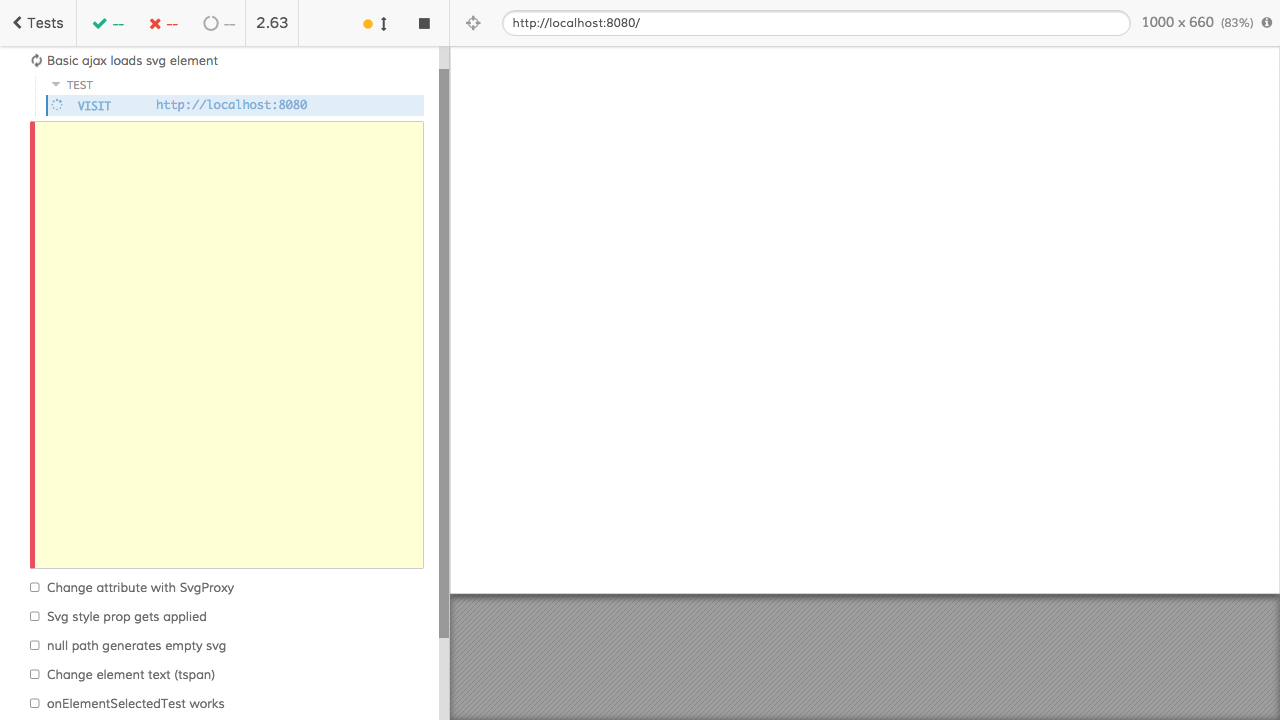 Tests -- -- -- 2.63
http://localhost:8080/ 1000 x 660 (83%)
Basic ajax loads svg element
TEST
VISIT http://localhost:8080
Change attribute with SvgProxy
Svg style prop gets applied
null path generates empty svg
Change element text (tspan)
onElementSelectedTest works